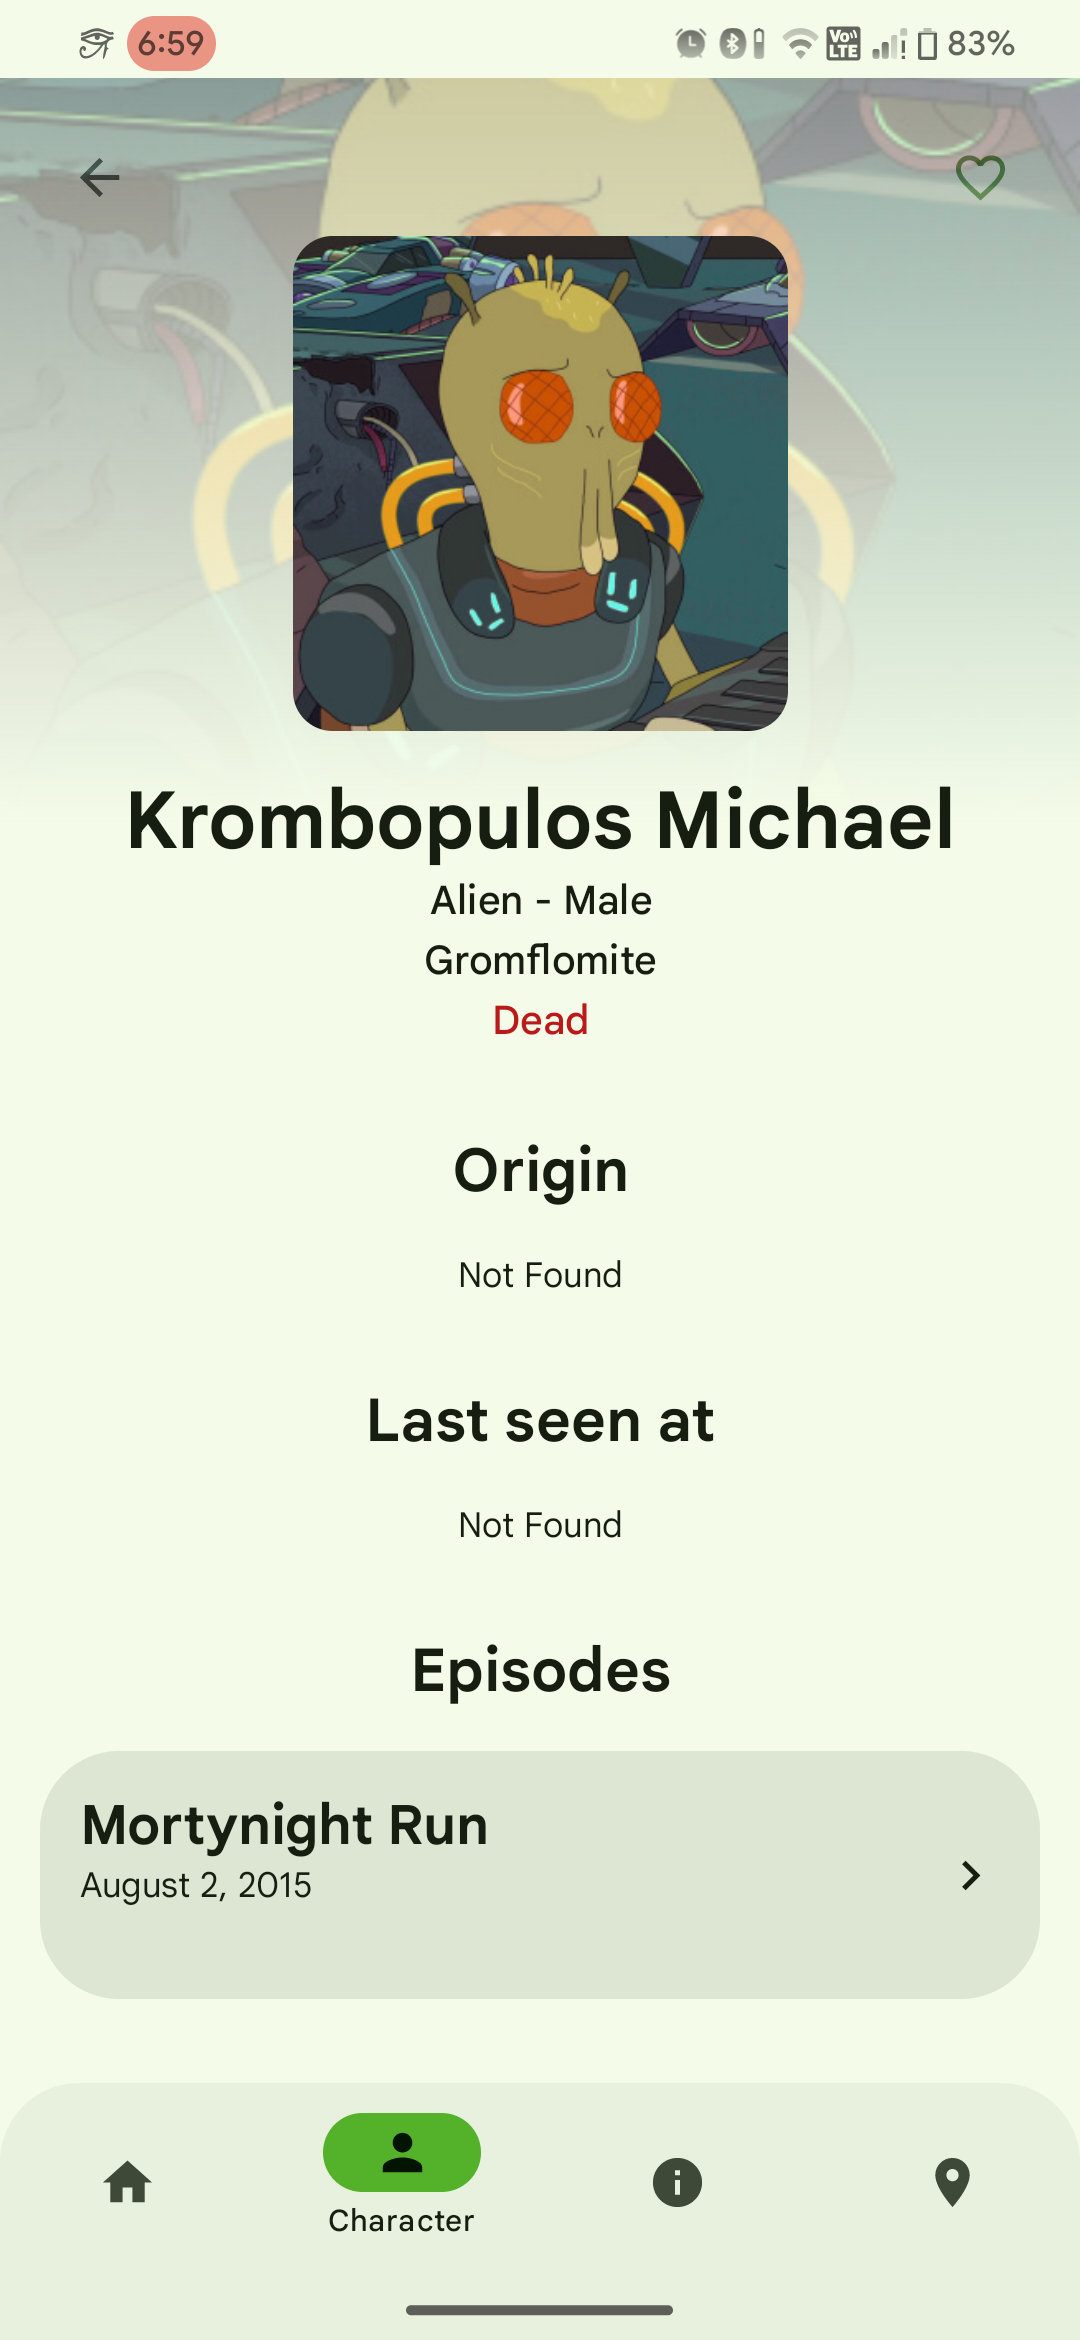 6:59
Vo)) LTE
83%
Krombopulos Michael
Alien - Male
Gromflomite
Dead
Origin
Not Found
Last seen at
Not Found
Episodes
Mortynight Run
August 2, 2015
Character